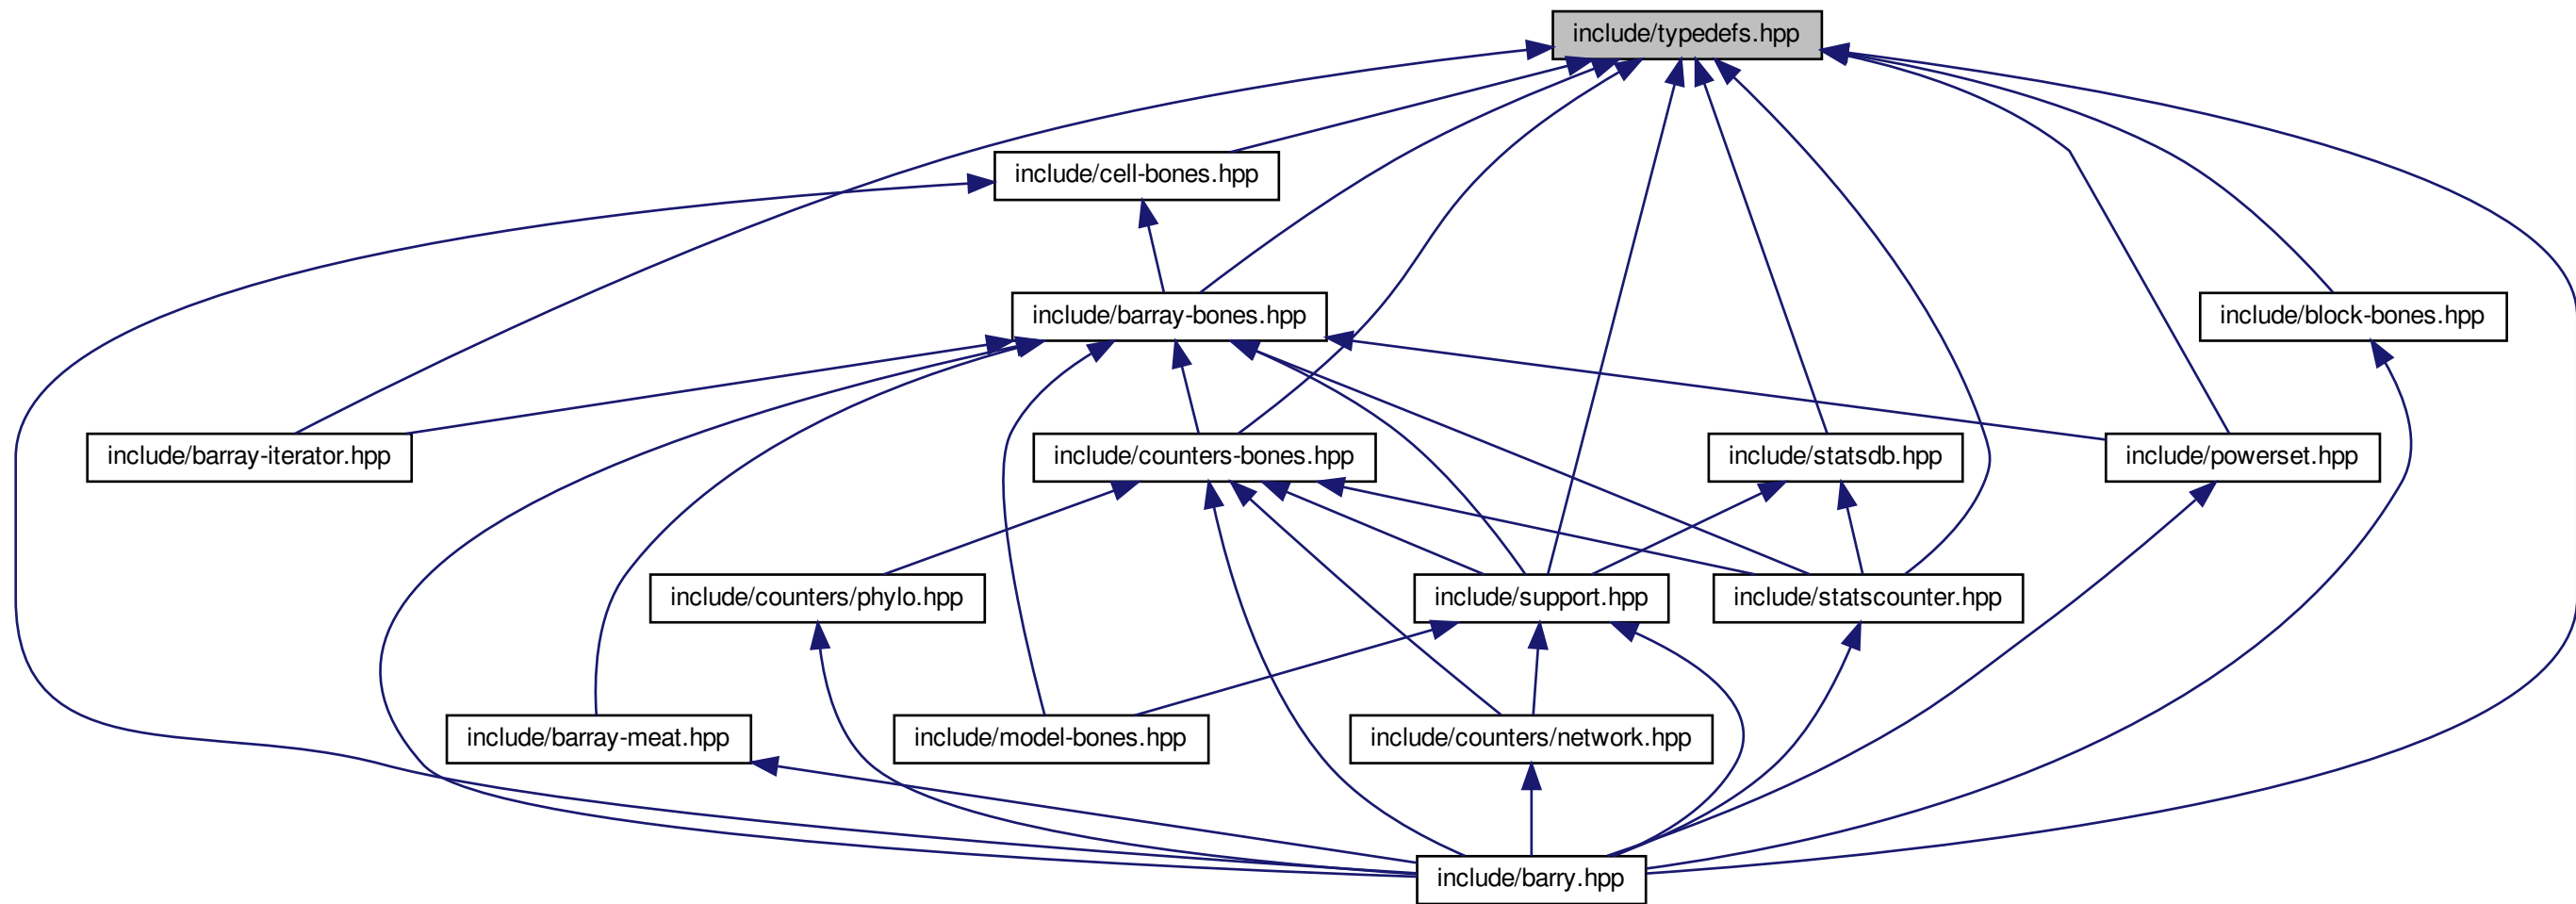 include/typedefs.hpp
include/cell-bones.hpp
include/barray-bones.hpp
include/block-bones.hpp
include/barray-iterator.hpp
include/counters-bones.hpp
include/statsdb.hpp
include/powerset.hpp
include/counters/phylo.hpp
include/support.hpp
include/statscounter.hpp
include/barray-meat.hpp
include/model-bones.hpp
include/counters/network.hpp
include/barry.hpp